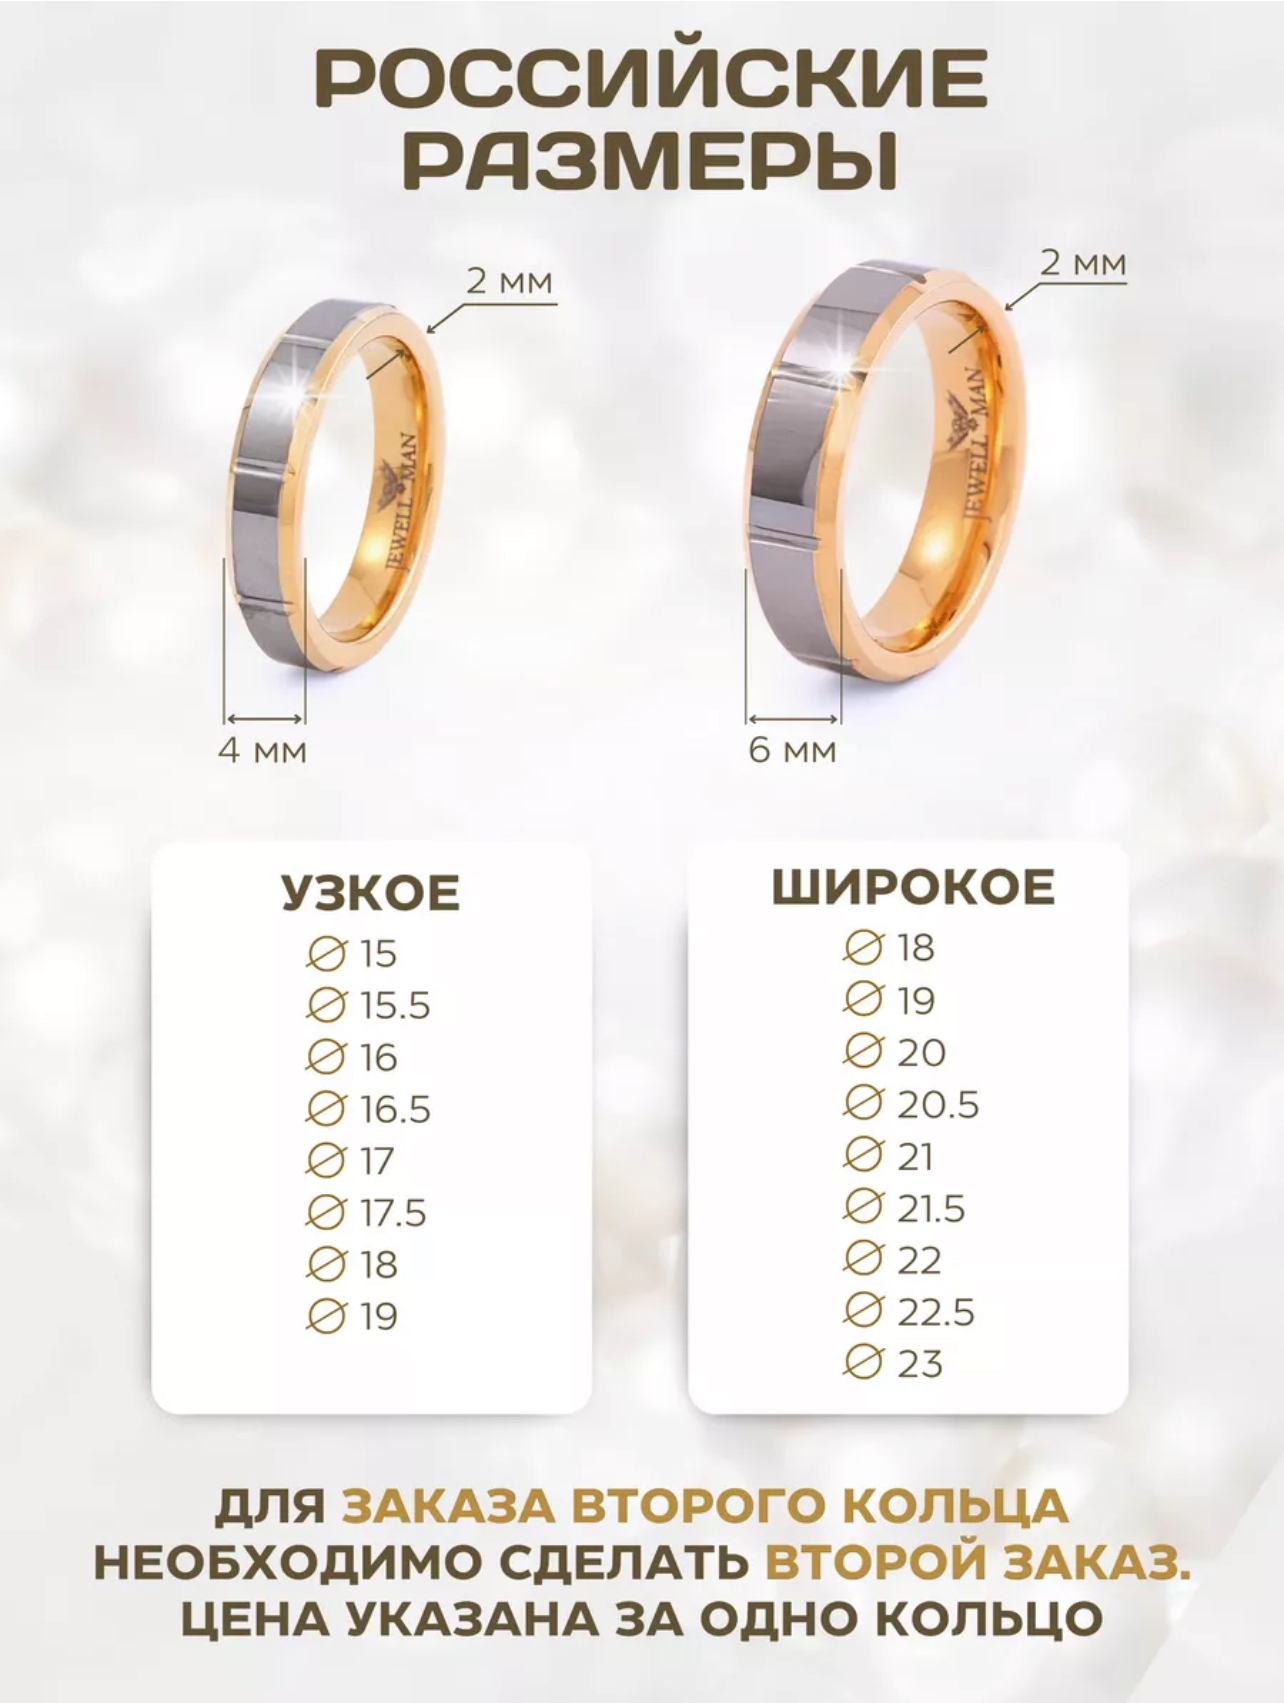 РОССИЙСКИЕ
РАЗМЕРЫ
2 мм
2 мм
JEWELL MAN
JEWELL MAN
4 мм
6 мм
УЗКОЕ
⌀ 15
⌀ 15.5
⌀ 16
⌀ 16.5
⌀ 17
⌀ 17.5
⌀ 18
⌀ 19
ШИРОКОЕ
⌀ 18
⌀ 19
⌀ 20
⌀ 20.5
⌀ 21
⌀ 21.5
⌀ 22
⌀ 22.5
⌀ 23
ДЛЯ ЗАКАЗА ВТОРОГО КОЛЬЦА
НЕОБХОДИМО СДЕЛАТЬ ВТОРОЙ ЗАКАЗ.
ЦЕНА УКАЗАНА ЗА ОДНО КОЛЬЦО